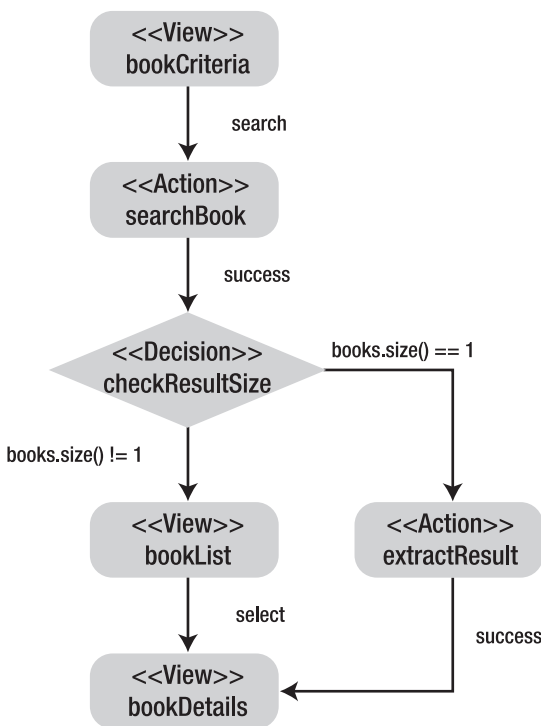 <<View>>
bookCriteria
search
<<Action>>
searchBook
success
<<Decision>>
checkResultSize
books.size() == 1
books.size() != 1
<<View>>
bookList
<<Action>>
extractResult
select
success
<<View>>
bookDetails